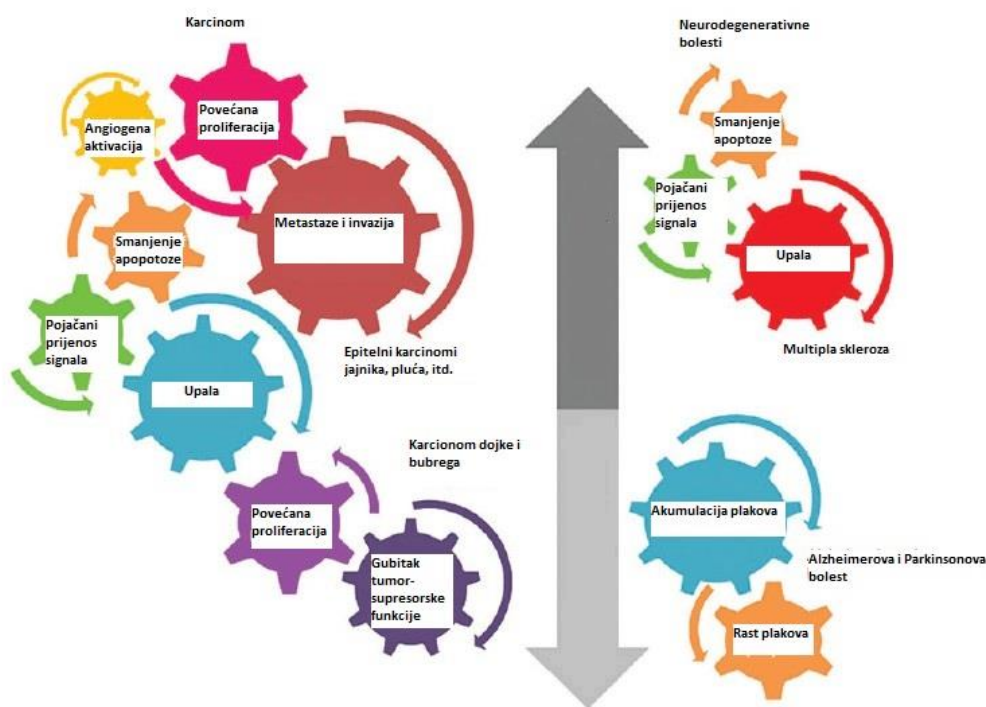 Karcinom
Angiogena
aktivacija
Povećana
proliferacija
Metastaze i invazija
Smanjenje
apopotoze
Pojačani
prijenos
signala
Upala
Epitelni karcinomi
jajnika, pluća, itd.
Karcionom dojke i
bubrega
Povećana
proliferacija
Gubitak
tumor-
supresorske
funkcije
Neurodegenerativne
bolesti
Smanjenje
apoptoze
Pojačani
prijenos
signala
Upala
Multipla skleroza
Akumulacija plakova
Alzheimerova i Parkinsonova
bolest
Rast plakova